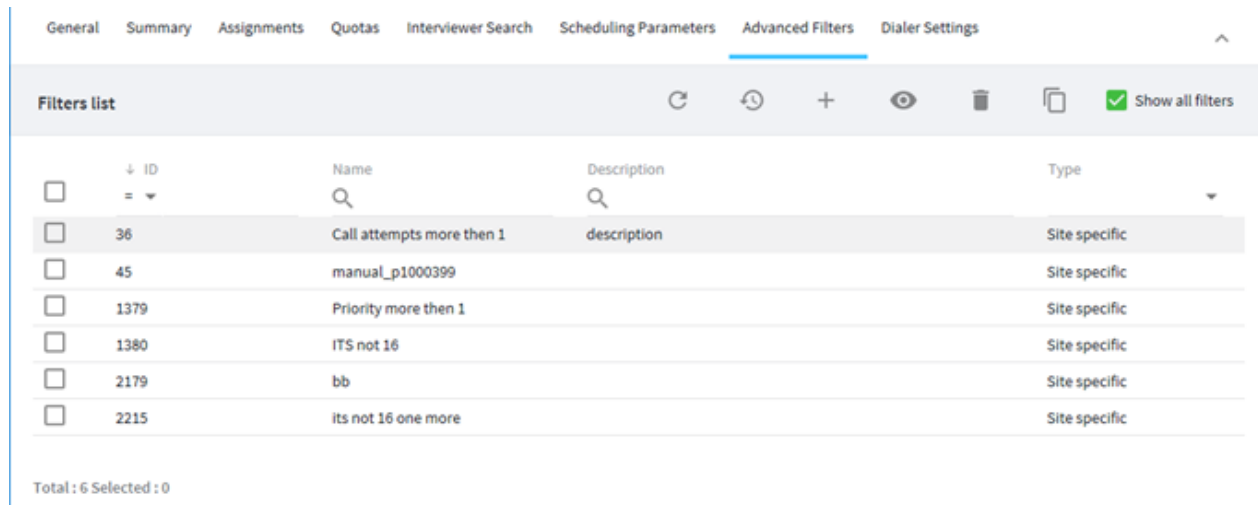 General Summary Assignments Quotas Interviewer Search Scheduling Parameters Advanced Filters Dialer Settings
Filters list Show all filters
ID Name Description Type
=
36 Call attempts more then 1 description Site specific
45 manual_p1000399 Site specific
1379 Priority more then 1 Site specific
1380 ITS not 16 Site specific
2179 bb Site specific
2215 its not 16 one more Site specific
Total : 6 Selected : 0